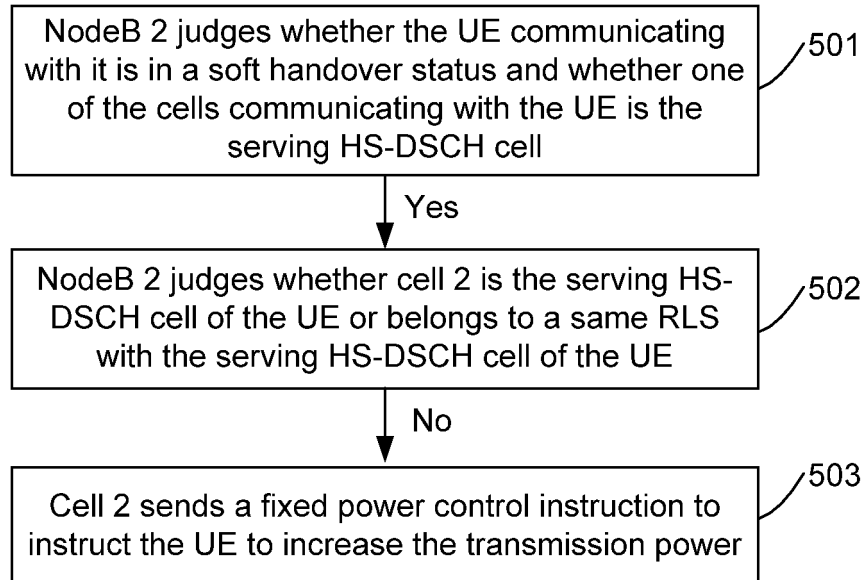 NodeB 2 judges whether the UE communicating
with it is in a soft handover status and whether one
of the cells communicating with the UE is the
serving HS-DSCH cell
501
Yes
NodeB 2 judges whether cell 2 is the serving HS-
DSCH cell of the UE or belongs to a same RLS
with the serving HS-DSCH cell of the UE
502
No
Cell 2 sends a fixed power control instruction to
instruct the UE to increase the transmission power
503